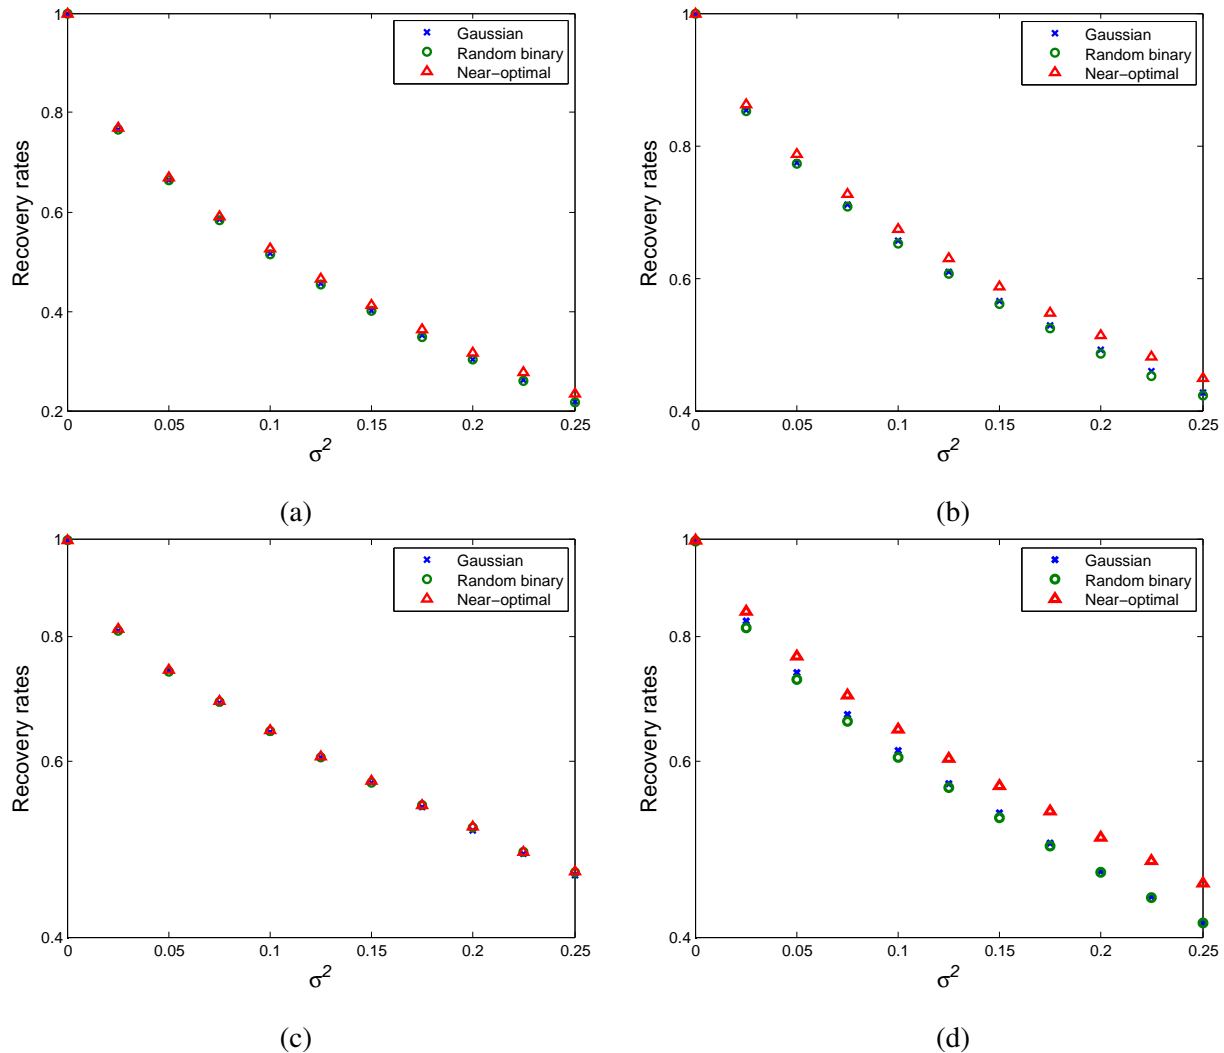 1
0.8
0.6
0.4
0.2
0
0.05
0.1
0.15
0.2
0.25
Recovery rates
σ²
Gaussian
Random binary
Near−optimal
(a)
1
0.8
0.6
0.4
0
0.05
0.1
0.15
0.2
0.25
Recovery rates
σ²
Gaussian
Random binary
Near−optimal
(b)
1
0.8
0.6
0.4
0
0.05
0.1
0.15
0.2
0.25
Recovery rates
σ²
Gaussian
Random binary
Near−optimal
(c)
1
0.8
0.6
0.4
0
0.05
0.1
0.15
0.2
0.25
Recovery rates
σ²
Gaussian
Random binary
Near−optimal
(d)